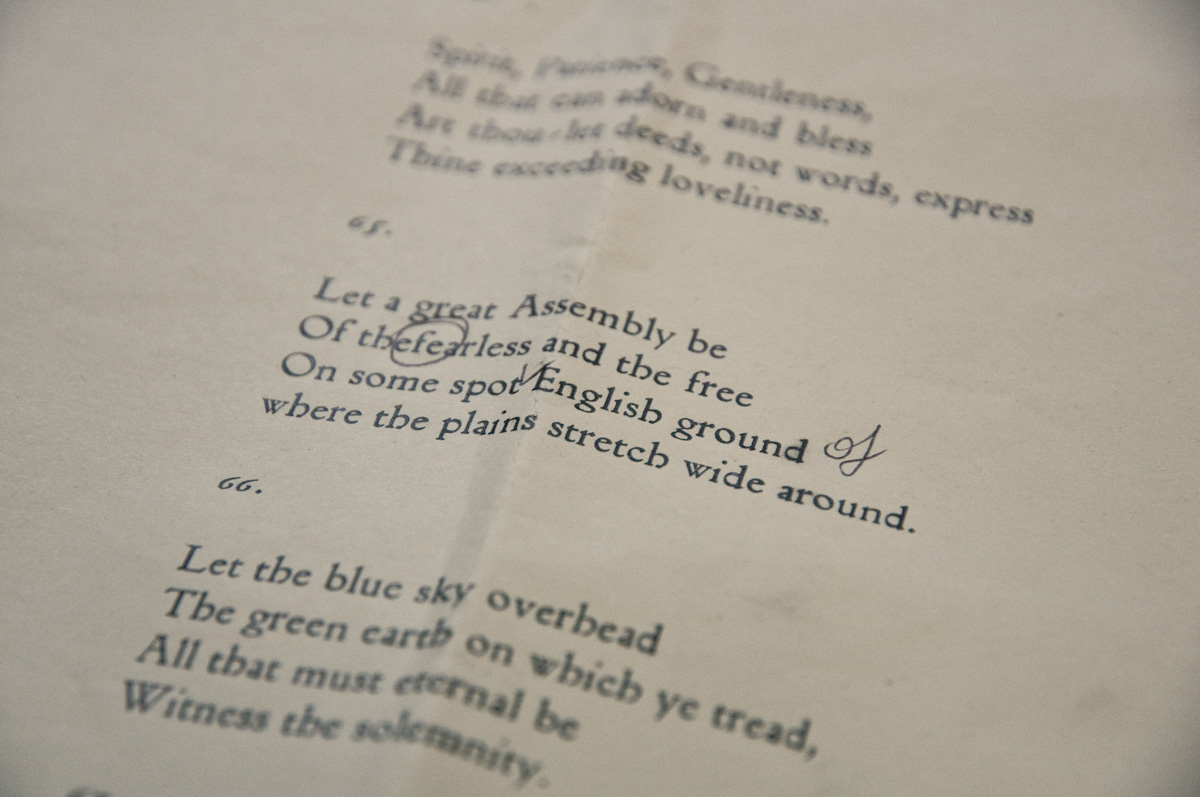 Spirit, Patience, Gentleness,
All that can adorn and bless
Art thou—let deeds, not words, express
Thine exceeding loveliness.
65.
Let a great Assembly be
Of thefearless and the free
On some spot English ground of
where the plains stretch wide around.
66.
Let the blue sky overhead
The green earth on which ye tread,
All that must eternal be
Witness the solemnity.